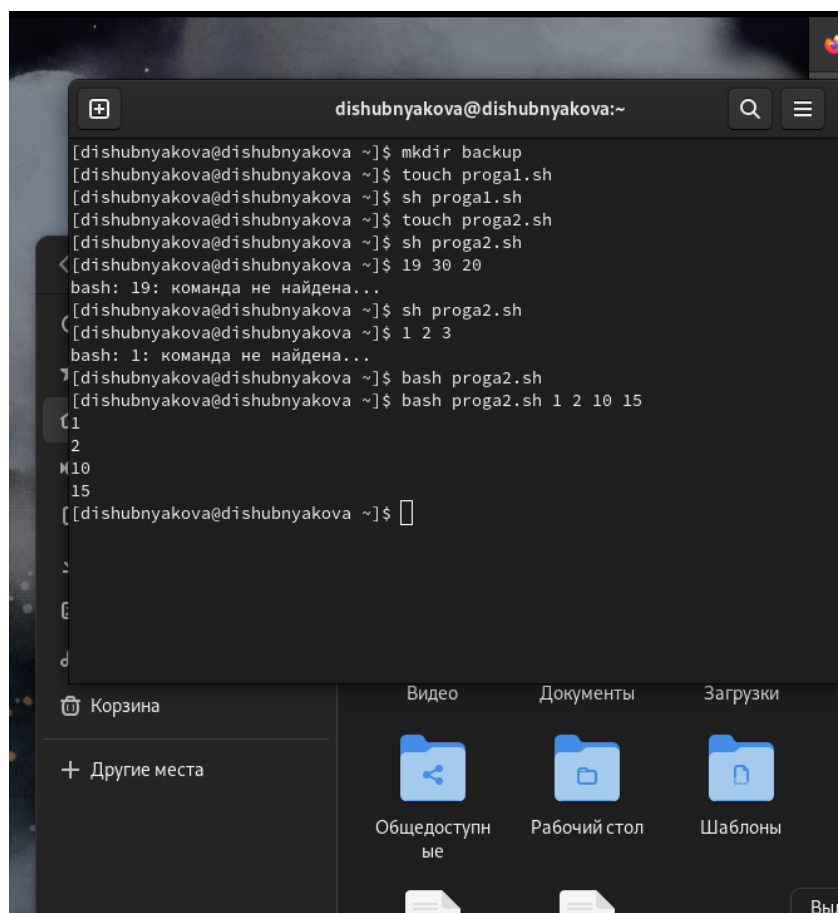 dishubnyakova@dishubnyakova:~
[dishubnyakova@dishubnyakova ~]$ mkdir backup
[dishubnyakova@dishubnyakova ~]$ touch proga1.sh
[dishubnyakova@dishubnyakova ~]$ sh proga1.sh
[dishubnyakova@dishubnyakova ~]$ touch proga2.sh
[dishubnyakova@dishubnyakova ~]$ sh proga2.sh
[dishubnyakova@dishubnyakova ~]$ 19 30 20
bash: 19: команда не найдена...
[dishubnyakova@dishubnyakova ~]$ sh proga2.sh
[dishubnyakova@dishubnyakova ~]$ 1 2 3
bash: 1: команда не найдена...
[dishubnyakova@dishubnyakova ~]$ bash proga2.sh
[dishubnyakova@dishubnyakova ~]$ bash proga2.sh 1 2 10 15
1
2
10
15
[dishubnyakova@dishubnyakova ~]$
Видео Документы Загрузки
Корзина
Другие места
Общедоступн Рабочий стол Шаблоны
ые